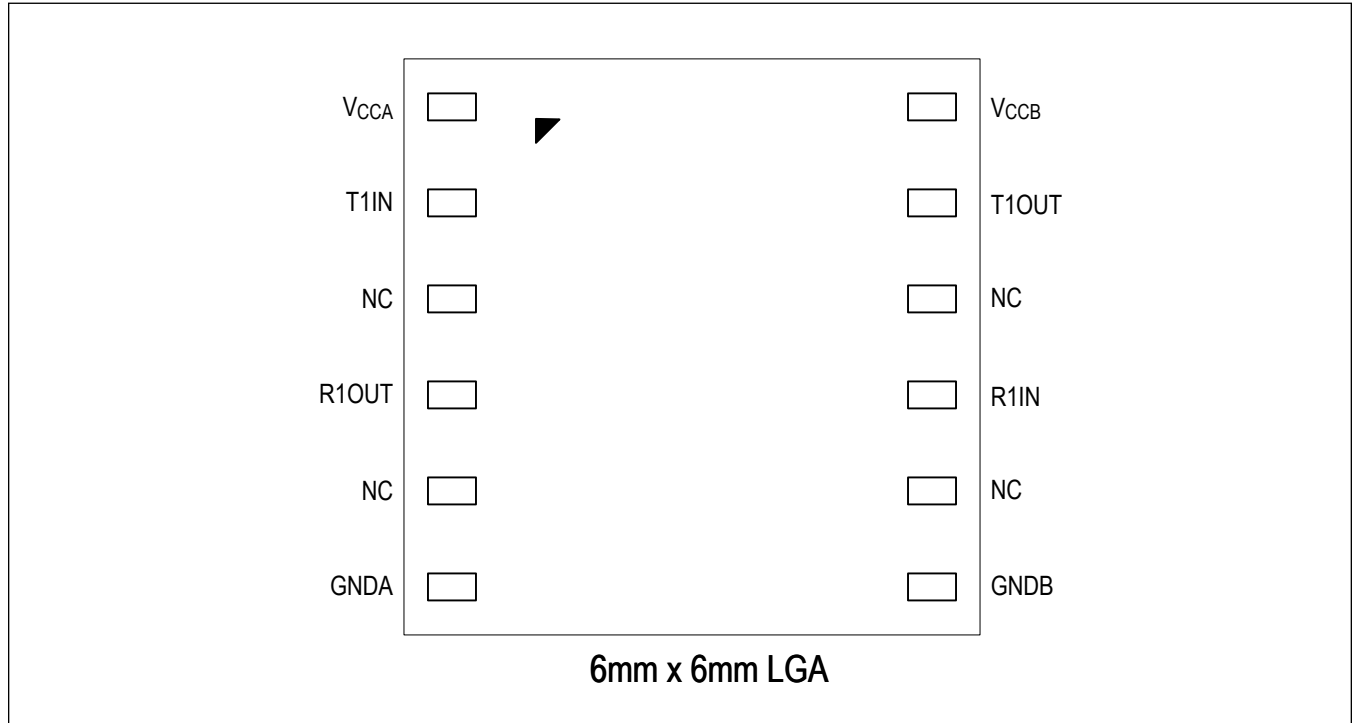 VCCA
VCCB
T1IN
T1OUT
NC
NC
R1OUT
R1IN
NC
NC
GNDA
GNDB
6mm x 6mm LGA